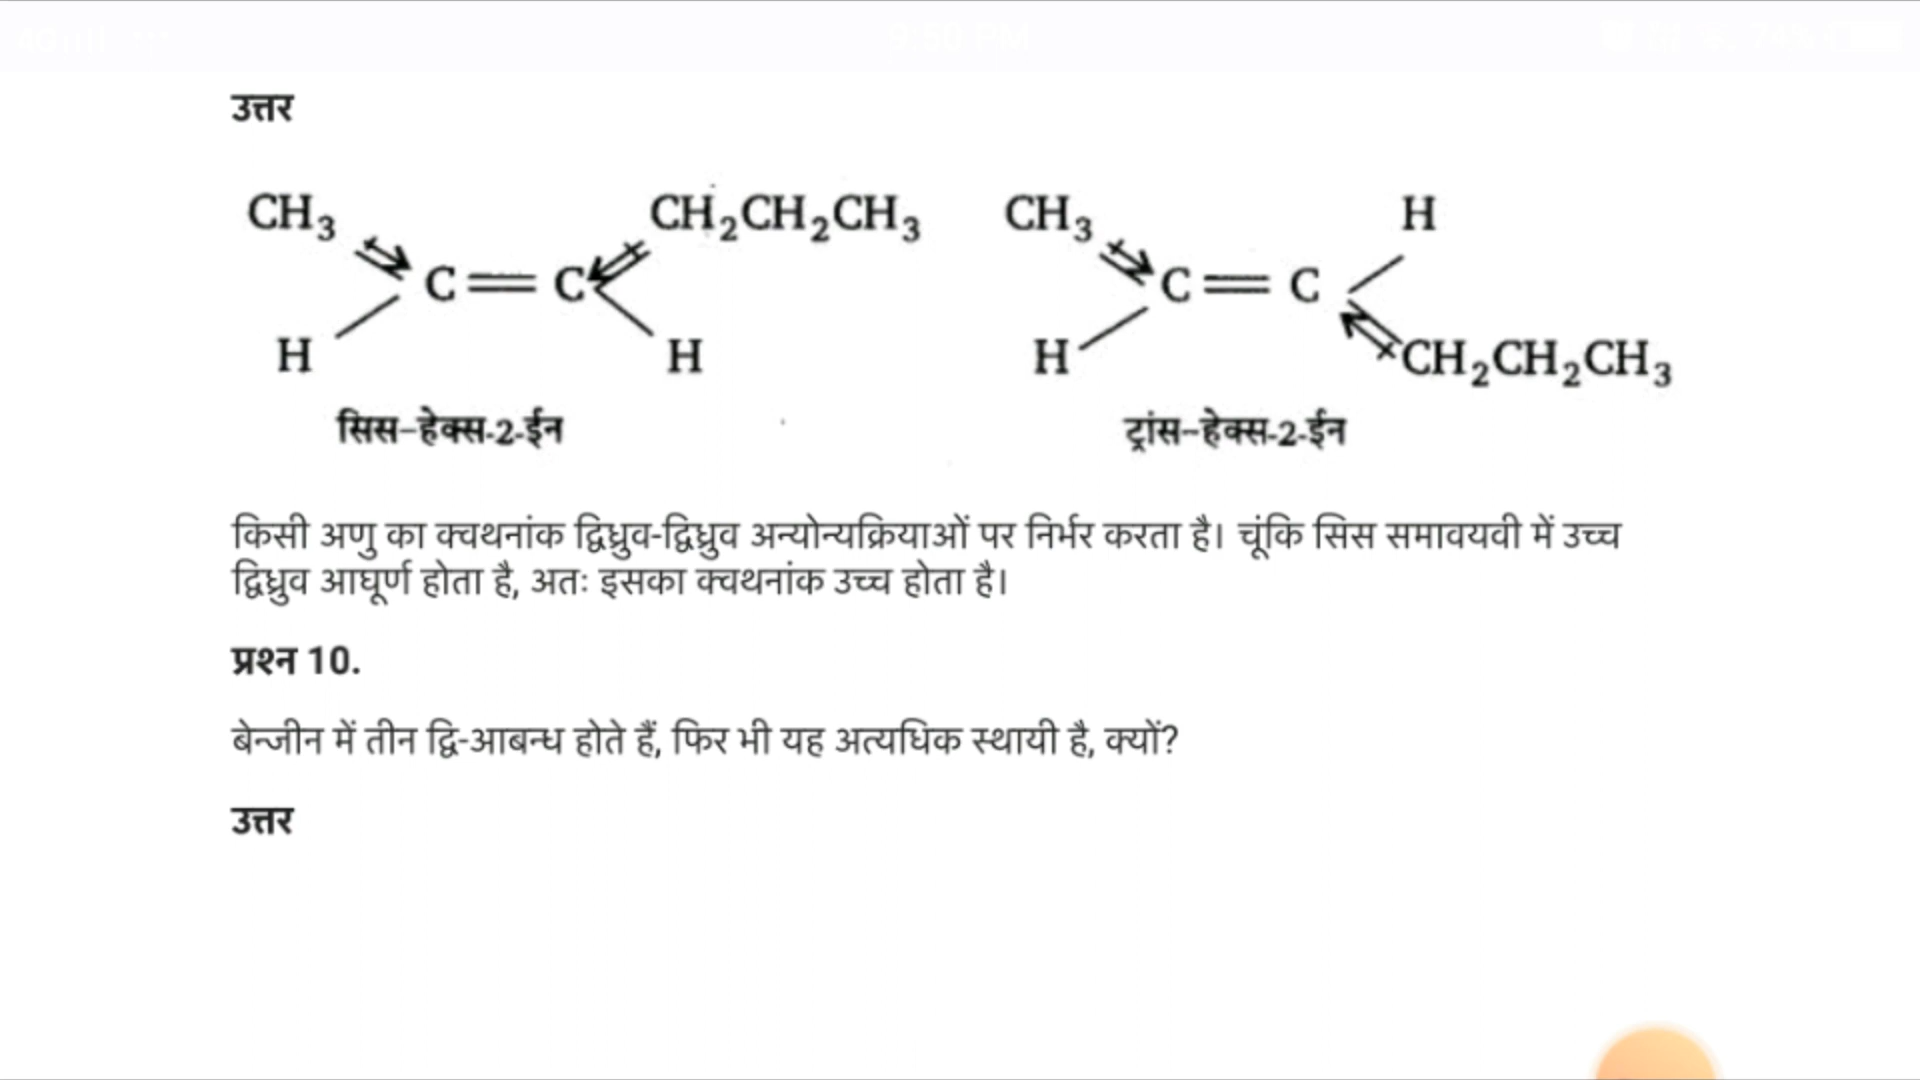 उत्तर
CH₃ CH₂CH₂CH₃ CH₃ H
C=C C=C
H H H CH₂CH₂CH₃
सिस-हेक्स-2-ईन ट्रांस-हेक्स-2-ईन
किसी अणु का क्वथनांक द्विध्रुव-द्विध्रुव अन्योन्यक्रियाओं पर निर्भर करता है। चूंकि सिस समावयवी में उच्च
द्विध्रुव आघूर्ण होता है, अतः इसका क्वथनांक उच्च होता है।
प्रश्न 10.
बेन्जीन में तीन द्वि-आबन्ध होते हैं, फिर भी यह अत्यधिक स्थायी है, क्यों?
उत्तर